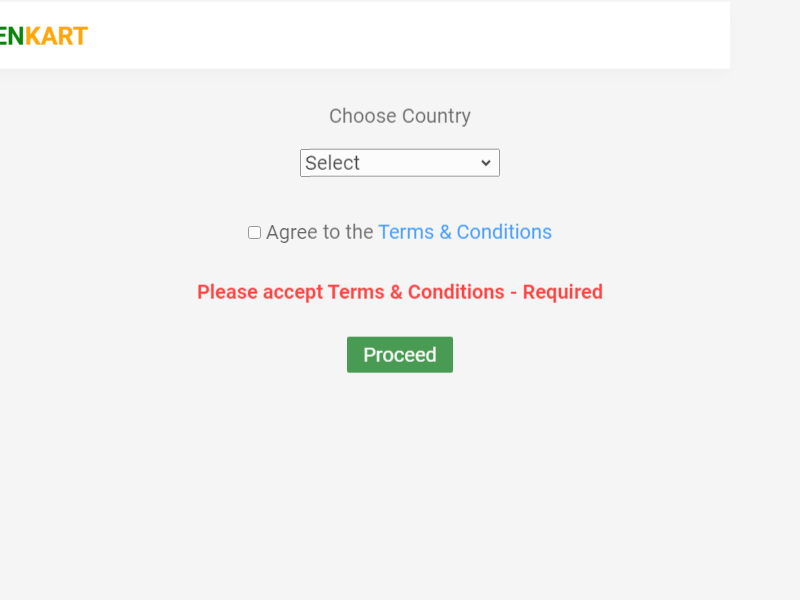 ENKART
Choose Country
Select
Agree to the Terms & Conditions
Please accept Terms & Conditions - Required
Proceed